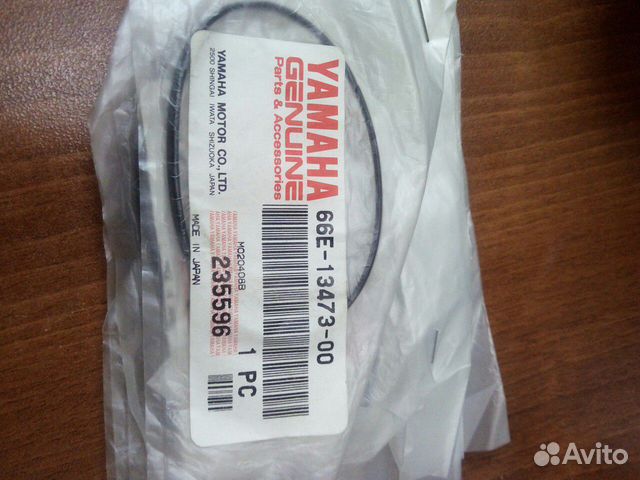 YAMAHA
GENUINE
Parts & Accessories
YAMAHA MOTOR CO., LTD.
2500 SHINGAI IWATA SHIZUOKA JAPAN
66E-13473-00
M020408B
235596
1 PC
MADE IN JAPAN
Avito